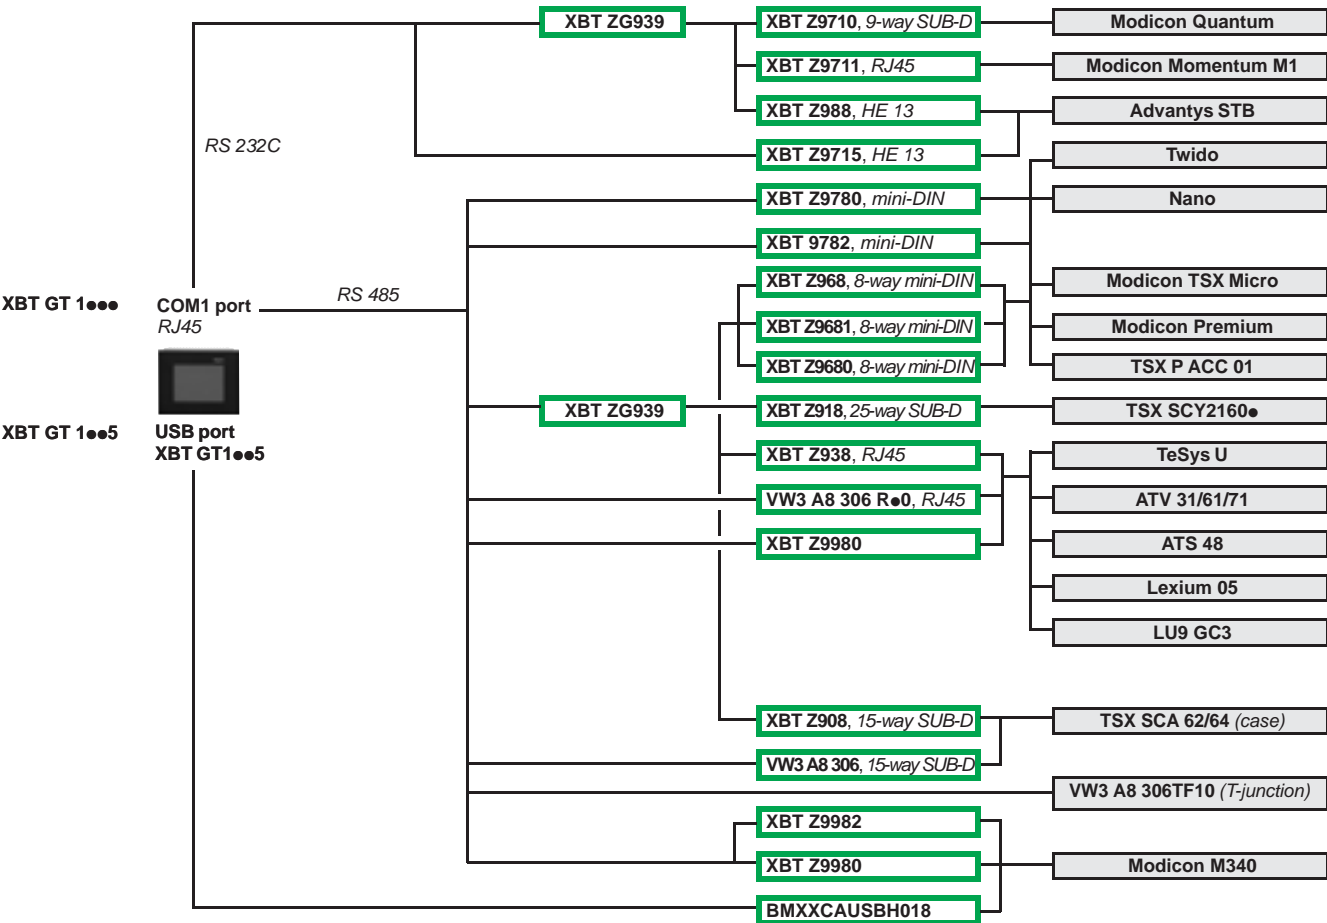 XBT ZG939
XBT Z9710, 9-way SUB-D
Modicon Quantum
XBT Z9711, RJ45
Modicon Momentum M1
XBT Z988, HE 13
Advantys STB
RS 232C
XBT Z9715, HE 13
Twido
XBT Z9780, mini-DIN
Nano
XBT 9782, mini-DIN
XBT Z968, 8-way mini-DIN
Modicon TSX Micro
XBT GT 1●●●
COM1 port
RJ45
RS 485
XBT Z9681, 8-way mini-DIN
Modicon Premium
XBT Z9680, 8-way mini-DIN
TSX P ACC 01
XBT ZG939
XBT Z918, 25-way SUB-D
TSX SCY2160●
XBT GT 1●●5
USB port
XBT GT1●●5
XBT Z938, RJ45
TeSys U
VW3 A8 306 R●0, RJ45
ATV 31/61/71
XBT Z9980
ATS 48
Lexium 05
LU9 GC3
XBT Z908, 15-way SUB-D
TSX SCA 62/64 (case)
VW3 A8 306, 15-way SUB-D
VW3 A8 306TF10 (T-junction)
XBT Z9982
XBT Z9980
Modicon M340
BMXXCAUSBH018